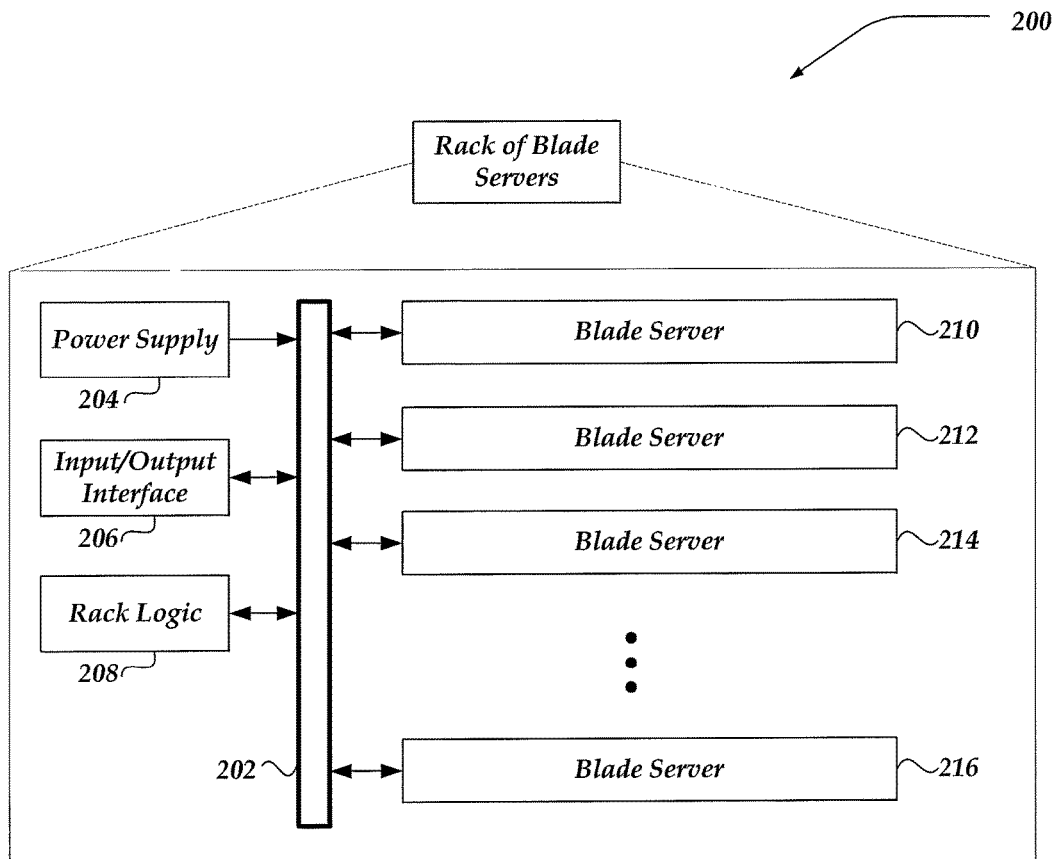 200
Rack of Blade
Servers
Power Supply
204
Input/Output
Interface
206
Rack Logic
208
202
Blade Server
210
Blade Server
212
Blade Server
214
Blade Server
216